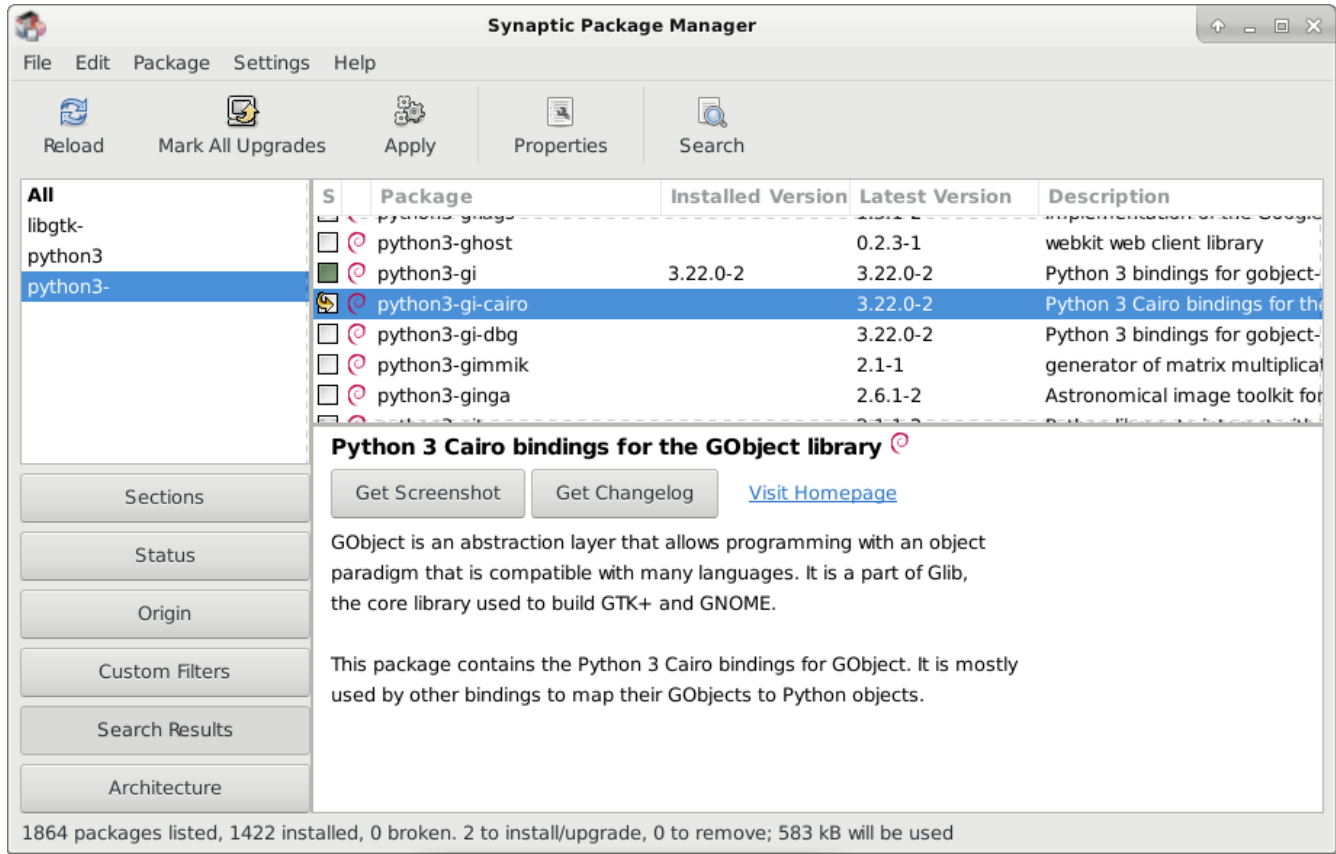 Synaptic Package Manager
File Edit Package Settings Help
Reload Mark All Upgrades Apply Properties Search
All
libgtk-
python3
python3-
S Package Installed Version Latest Version Description
python3-ghost 0.2.3-1 webkit web client library
python3-gi 3.22.0-2 3.22.0-2 Python 3 bindings for gobject-
python3-gi-cairo 3.22.0-2 Python 3 Cairo bindings for the
python3-gi-dbg 3.22.0-2 Python 3 bindings for gobject-
python3-gimmik 2.1-1 generator of matrix multiplicat
python3-ginga 2.6.1-2 Astronomical image toolkit for
Python 3 Cairo bindings for the GObject library
Get Screenshot Get Changelog Visit Homepage
GObject is an abstraction layer that allows programming with an object
paradigm that is compatible with many languages. It is a part of Glib,
the core library used to build GTK+ and GNOME.
This package contains the Python 3 Cairo bindings for GObject. It is mostly
used by other bindings to map their GObjects to Python objects.
Sections
Status
Origin
Custom Filters
Search Results
Architecture
1864 packages listed, 1422 installed, 0 broken. 2 to install/upgrade, 0 to remove; 583 kB will be used